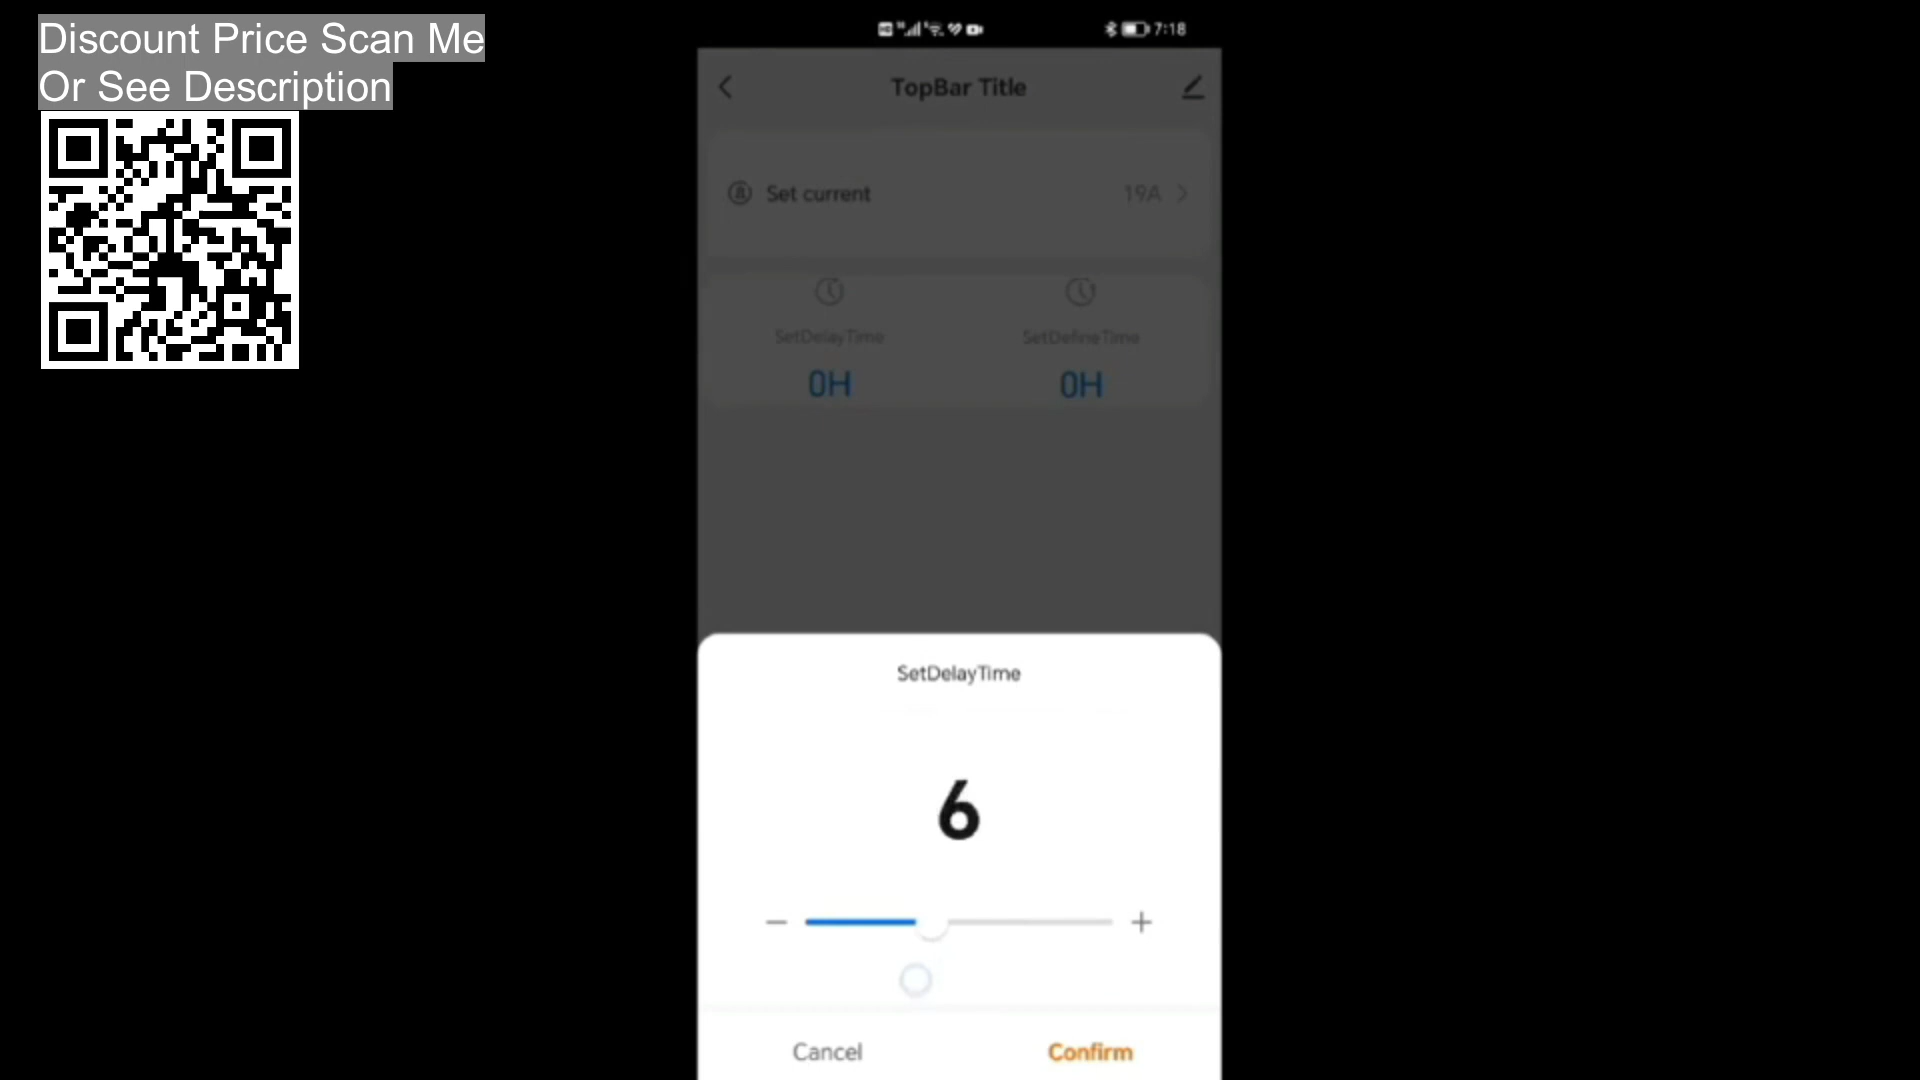 Discount Price Scan Me
Or See Description
7:18
TopBar Title
Set current
19A
SetDelayTime
SetDefineTime
0H
0H
SetDelayTime
6
Cancel
Confirm